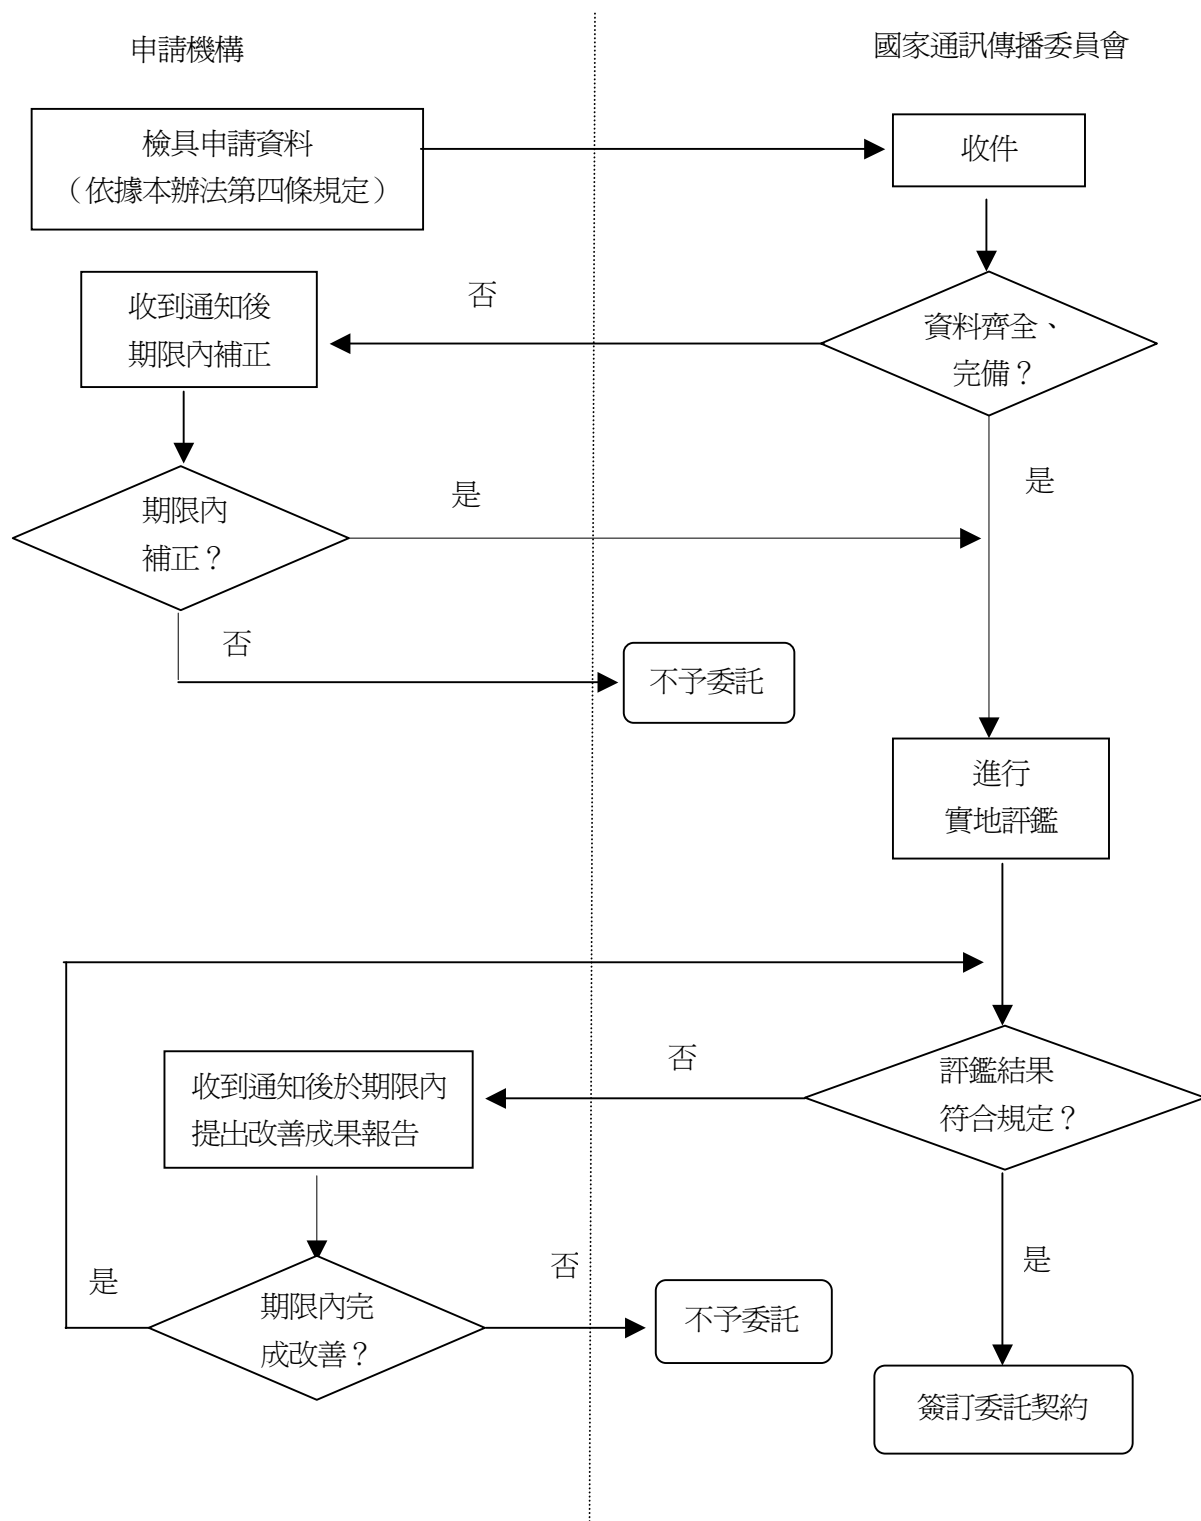 申請機構
國家通訊傳播委員會
檢具申請資料
（依據本辦法第四條規定）
收件
收到通知後
期限內補正
否
資料齊全、
完備？
期限內
補正？
是
是
否
不予委託
進行
實地評鑑
收到通知後於期限內
提出改善成果報告
否
評鑑結果
符合規定？
是
期限內完
成改善？
否
不予委託
是
簽訂委託契約